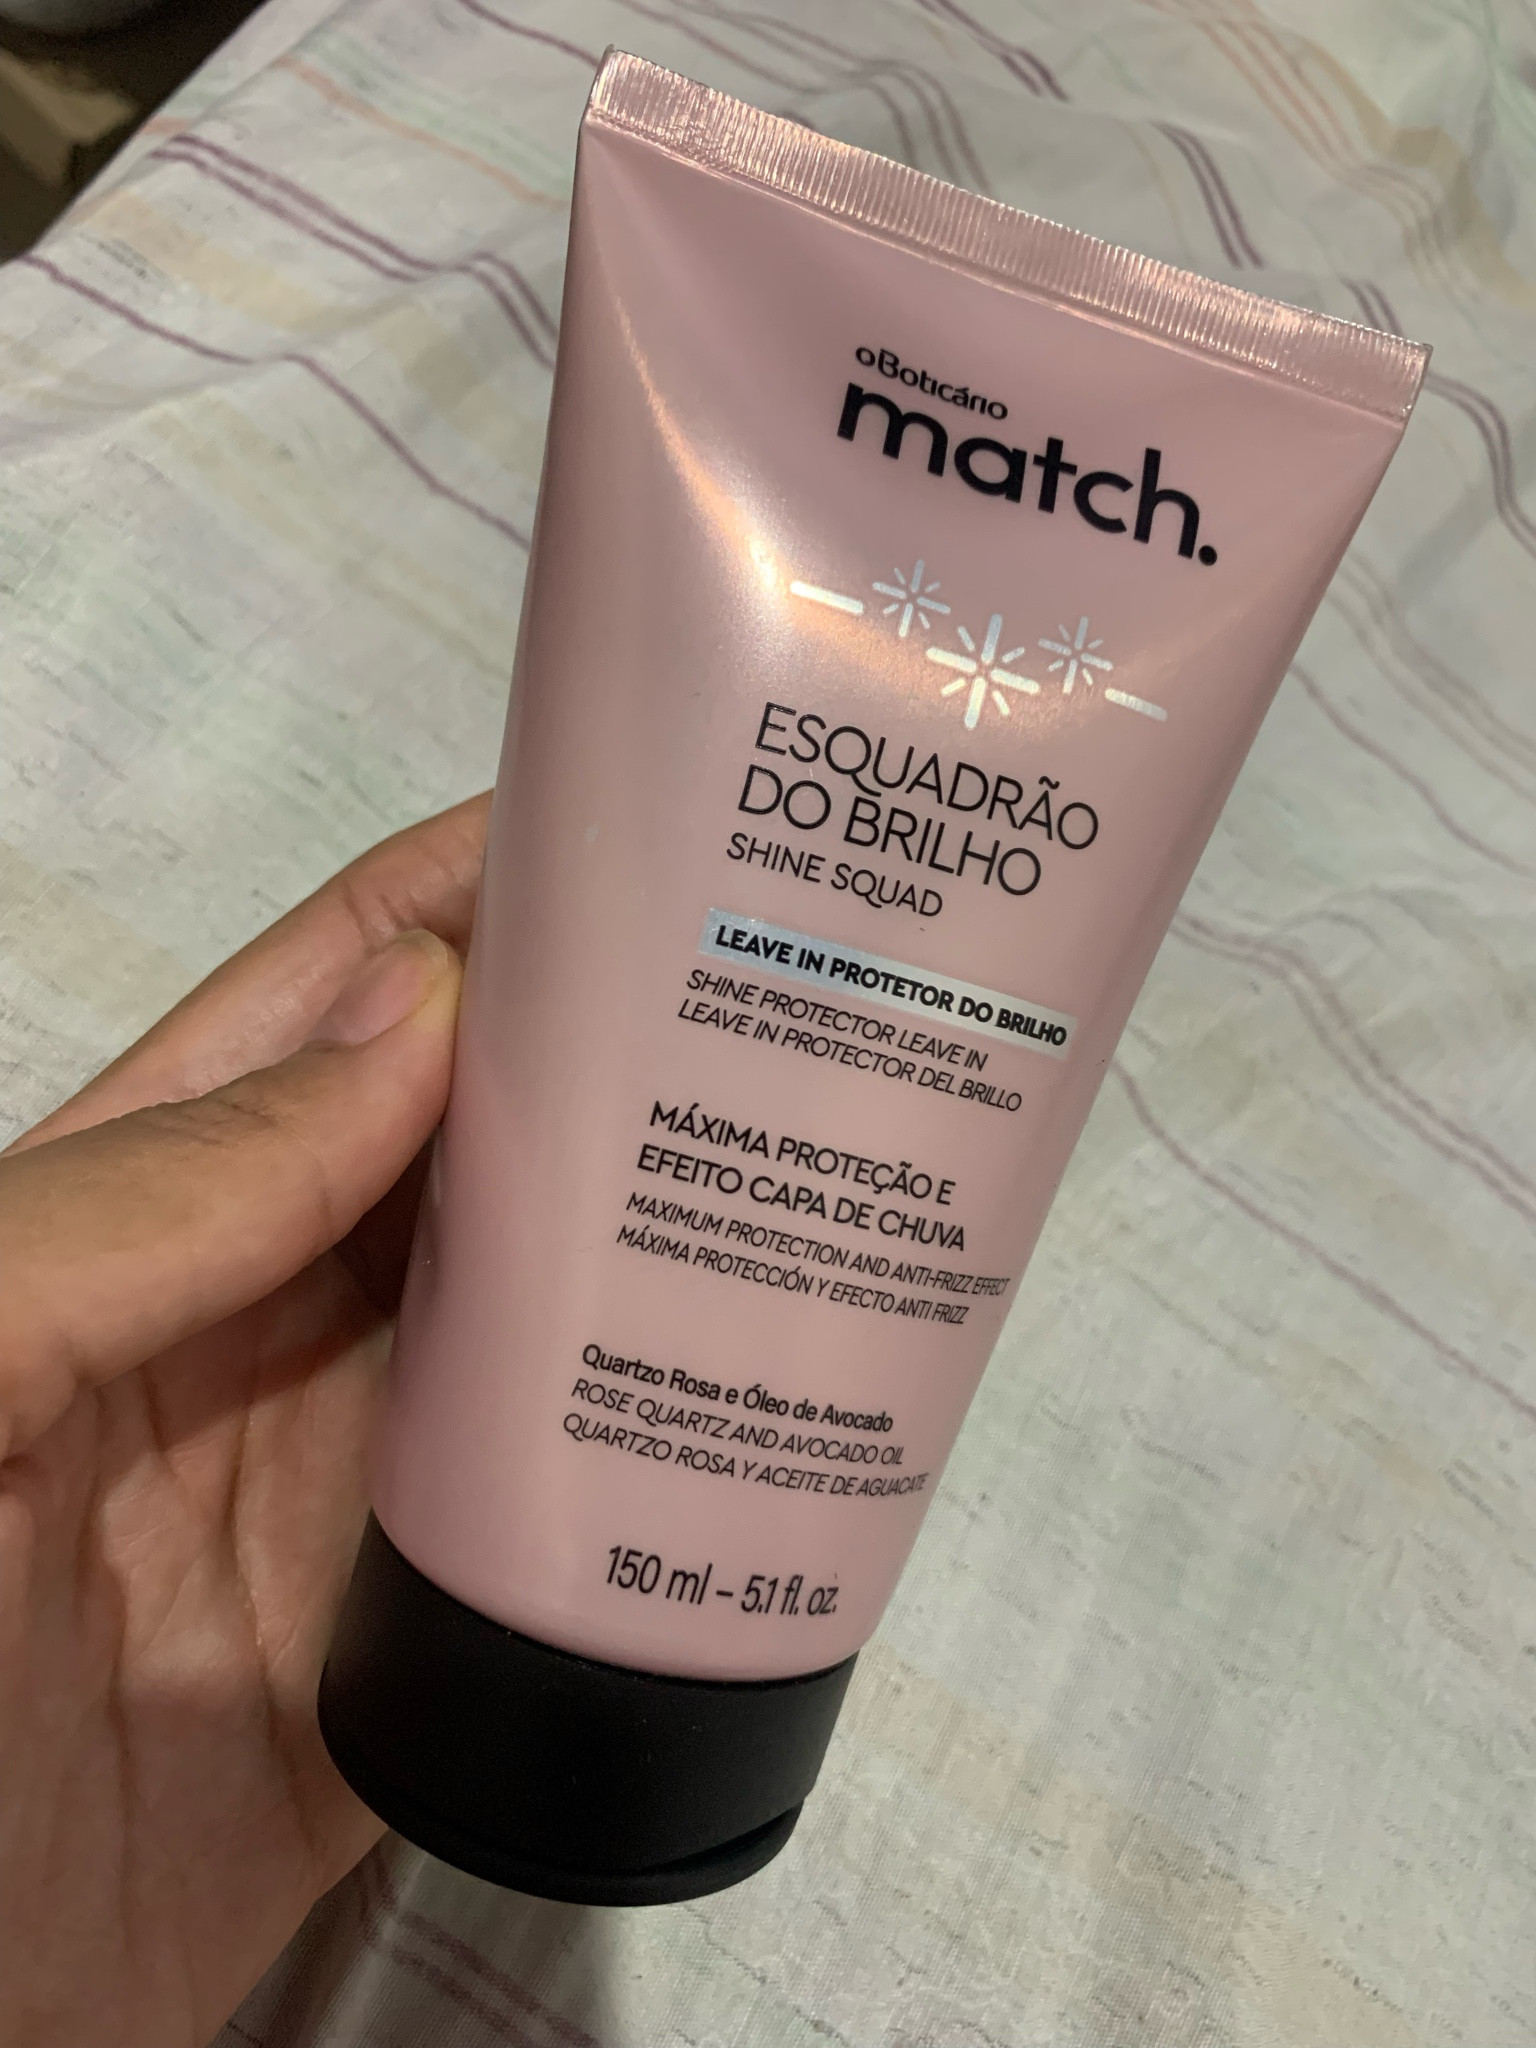 oBoticário
match.
ESQUADRÃO
DO BRILHO
SHINE SQUAD
LEAVE IN PROTETOR DO BRILHO
SHINE PROTECTOR LEAVE IN
LEAVE IN PROTECTOR DEL BRILLO
MÁXIMA PROTEÇÃO E
EFEITO CAPA DE CHUVA
MAXIMUM PROTECTION AND ANTI-FRIZZ EFFECT
MÁXIMA PROTECCIÓN Y EFECTO ANTI FRIZZ
Quartzo Rosa e Óleo de Avocado
ROSE QUARTZ AND AVOCADO OIL
QUARTZO ROSA Y ACEITE DE AGUACATE
150 ml – 5.1 fl. oz.